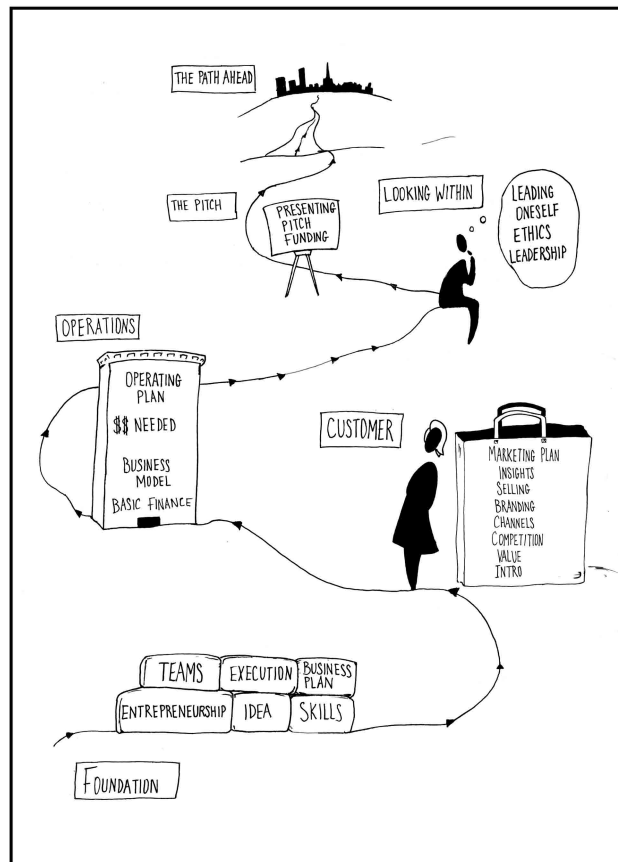 THE PATH AHEAD
THE PITCH
PRESENTING
PITCH
FUNDING
LOOKING WITHIN
LEADING
ONESELF
ETHICS
LEADERSHIP
OPERATIONS
OPERATING
PLAN
$$ NEEDED
BUSINESS
MODEL
BASIC FINANCE
CUSTOMER
MARKETING PLAN
INSIGHTS
SELLING
BRANDING
CHANNELS
COMPETITION
VALUE
INTRO
TEAMS
EXECUTION
BUSINESS
PLAN
ENTREPRENEURSHIP
IDEA
SKILLS
FOUNDATION